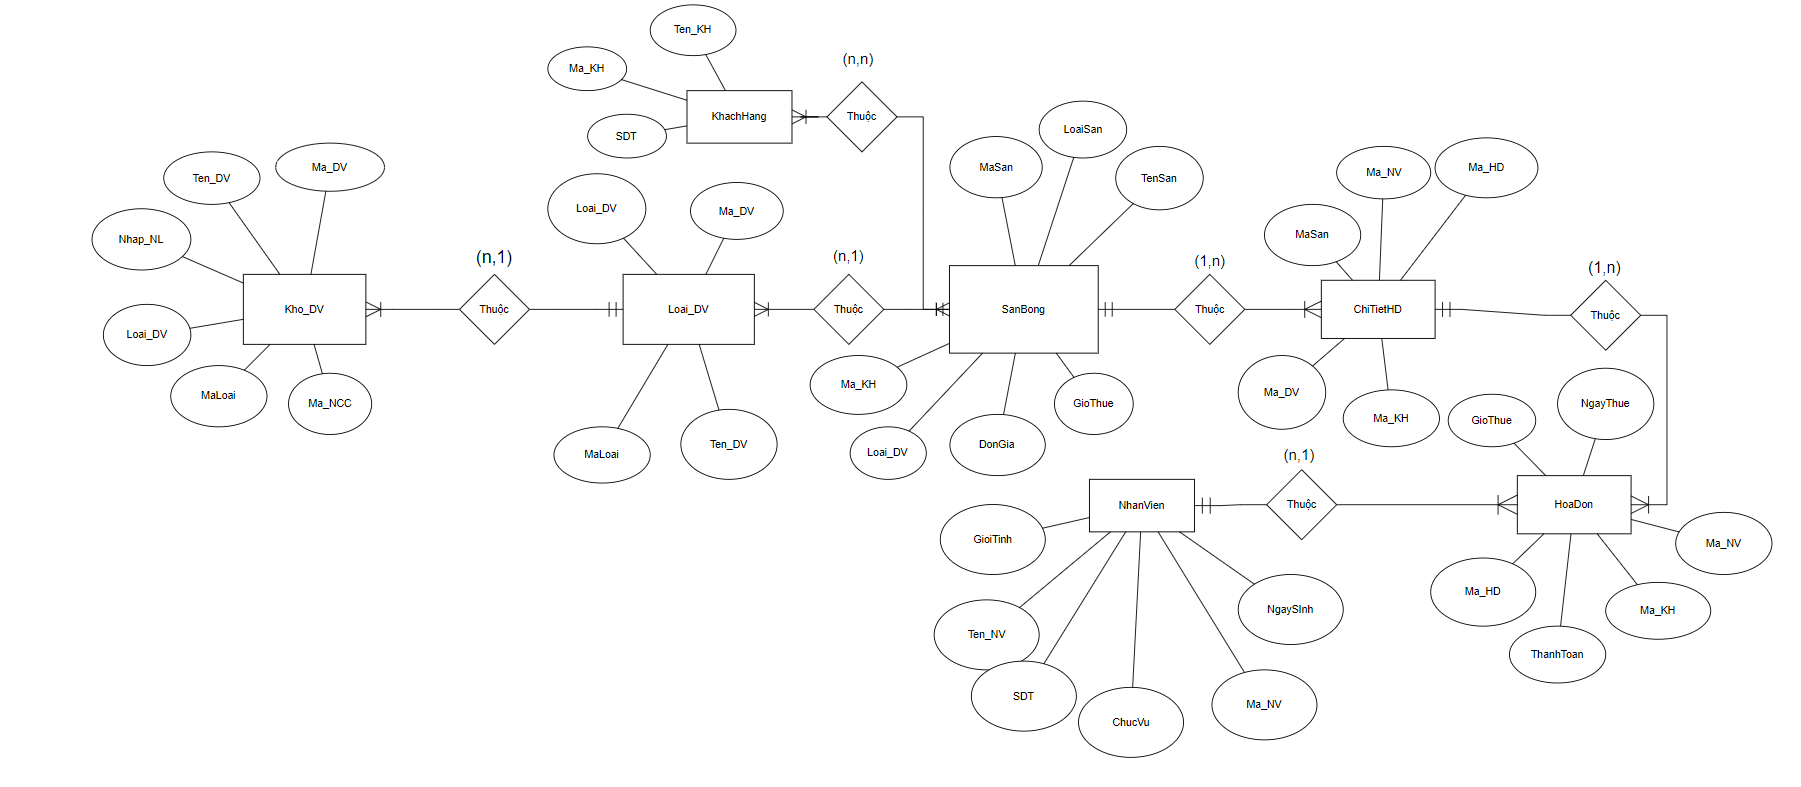 Ten_KH
(n,n)
Ma_KH
KhachHang
Thuộc
SDT
LoaiSan
MaSan
TenSan
Ma_DV
Ten_DV
Ma_NV
Ma_HD
Loai_DV
Ma_DV
MaSan
Nhap_NL
(n,1)
(n,1)
(1,n)
(1,n)
Kho_DV
Thuộc
Loai_DV
Thuộc
SanBong
Thuộc
ChiTietHD
Thuộc
Loai_DV
MaLoai
Ma_NCC
Ma_KH
GioThue
Ma_DV
Ma_KH
GioThue
NgayThue
MaLoai
Ten_DV
Loai_DV
DonGia
(n,1)
NhanVien
Thuộc
HoaDon
GioiTinh
Ma_NV
Ma_HD
NgaySInh
Ma_KH
Ten_NV
ThanhToan
SDT
ChucVu
Ma_NV